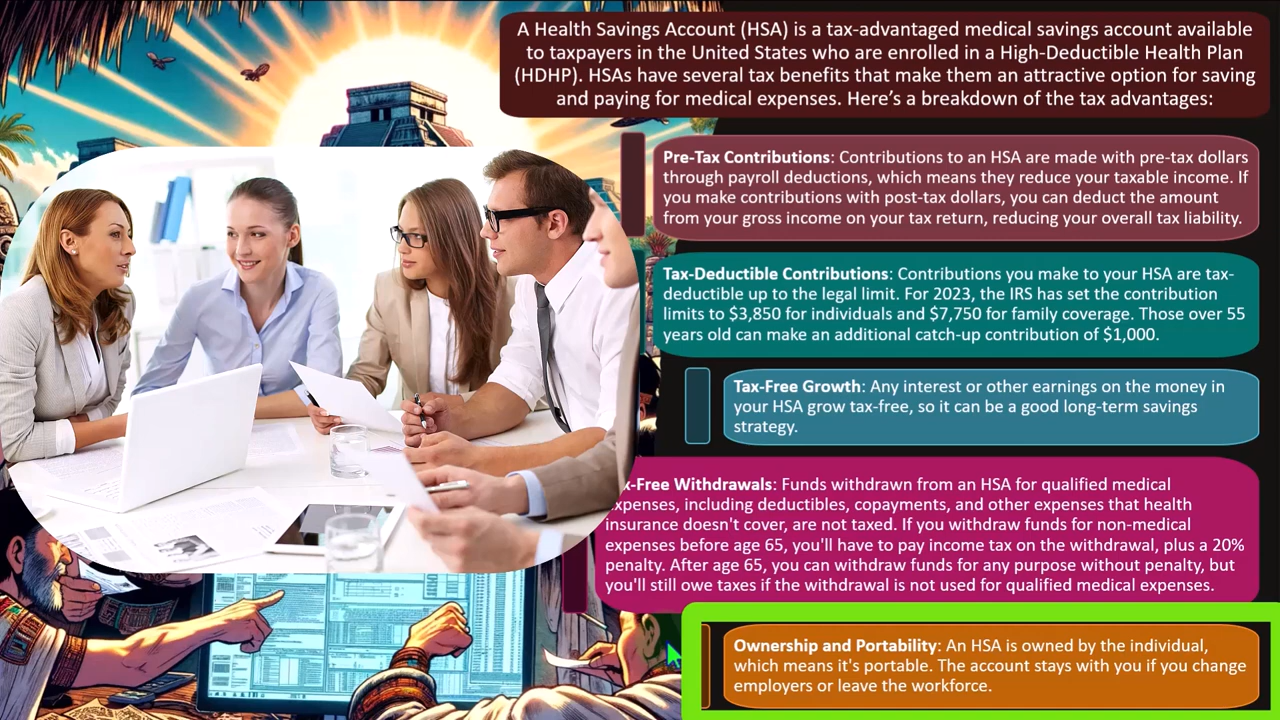 A Health Savings Account (HSA) is a tax-advantaged medical savings account available
to taxpayers in the United States who are enrolled in a High-Deductible Health Plan
(HDHP). HSAs have several tax benefits that make them an attractive option for saving
and paying for medical expenses. Here's a breakdown of the tax advantages:
Pre-Tax Contributions: Contributions to an HSA are made with pre-tax dollars
through payroll deductions, which means they reduce your taxable income. If
you make contributions with post-tax dollars, you can deduct the amount
from your gross income on your tax return, reducing your overall tax liability.
Tax-Deductible Contributions: Contributions you make to your HSA are tax-
deductible up to the legal limit. For 2023, the IRS has set the contribution
limits to $3,850 for individuals and $7,750 for family coverage. Those over 55
years old can make an additional catch-up contribution of $1,000.
Tax-Free Growth: Any interest or other earnings on the money in
your HSA grow tax-free, so it can be a good long-term savings
strategy.
x-Free Withdrawals: Funds withdrawn from an HSA for qualified medical
expenses, including deductibles, copayments, and other expenses that health
insurance doesn't cover, are not taxed. If you withdraw funds for non-medical
expenses before age 65, you'll have to pay income tax on the withdrawal, plus a 20%
penalty. After age 65, you can withdraw funds for any purpose without penalty, but
you'll still owe taxes if the withdrawal is not used for qualified medical expenses.
Ownership and Portability: An HSA is owned by the individual,
which means it's portable. The account stays with you if you change
employers or leave the workforce.